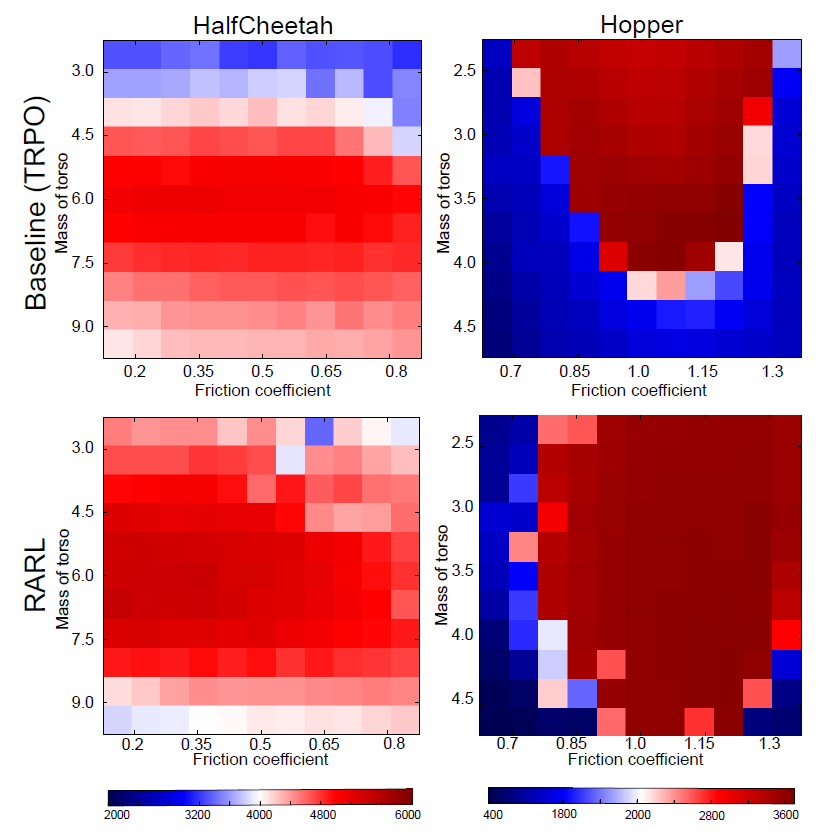 HalfCheetah
Hopper
Baseline (TRPO)
Mass of torso
3.0
4.5
6.0
7.5
9.0
0.2 0.35 0.5 0.65 0.8
Friction coefficient
Mass of torso
2.5
3.0
3.5
4.0
4.5
0.7 0.85 1.0 1.15 1.3
Friction coefficient
RARL
Mass of torso
3.0
4.5
6.0
7.5
9.0
0.2 0.35 0.5 0.65 0.8
Friction coefficient
Mass of torso
2.5
3.0
3.5
4.0
4.5
0.7 0.85 1.0 1.15 1.3
Friction coefficient
2000 3200 4000 4800 6000
400 1800 2000 2800 3600